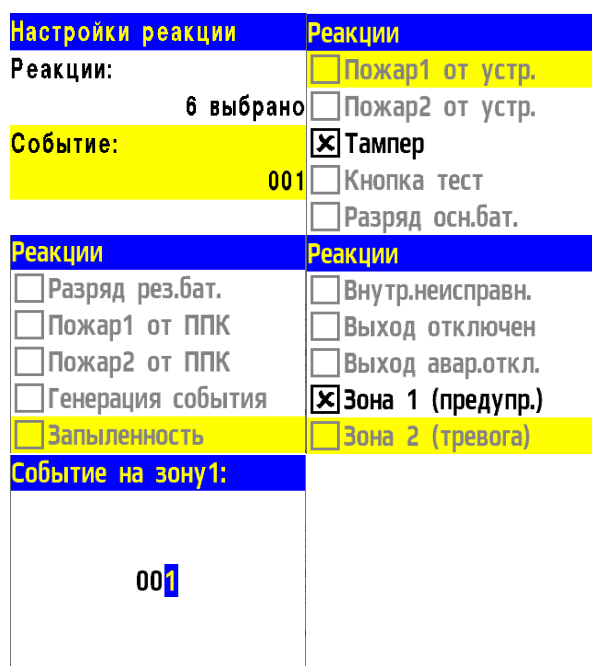 Настройки реакции
Реакции:
6 выбрано
Событие:
001
Реакции
Пожар1 от устр.
Пожар2 от устр.
Тампер
Кнопка тест
Разряд осн.бат.
Реакции
Разряд рез.бат.
Пожар1 от ППК
Пожар2 от ППК
Генерация события
Запыленность
Реакции
Внутр.неисправн.
Выход отключен
Выход авар.откл.
Зона 1 (предупр.)
Зона 2 (тревога)
Событие на зону1:
001